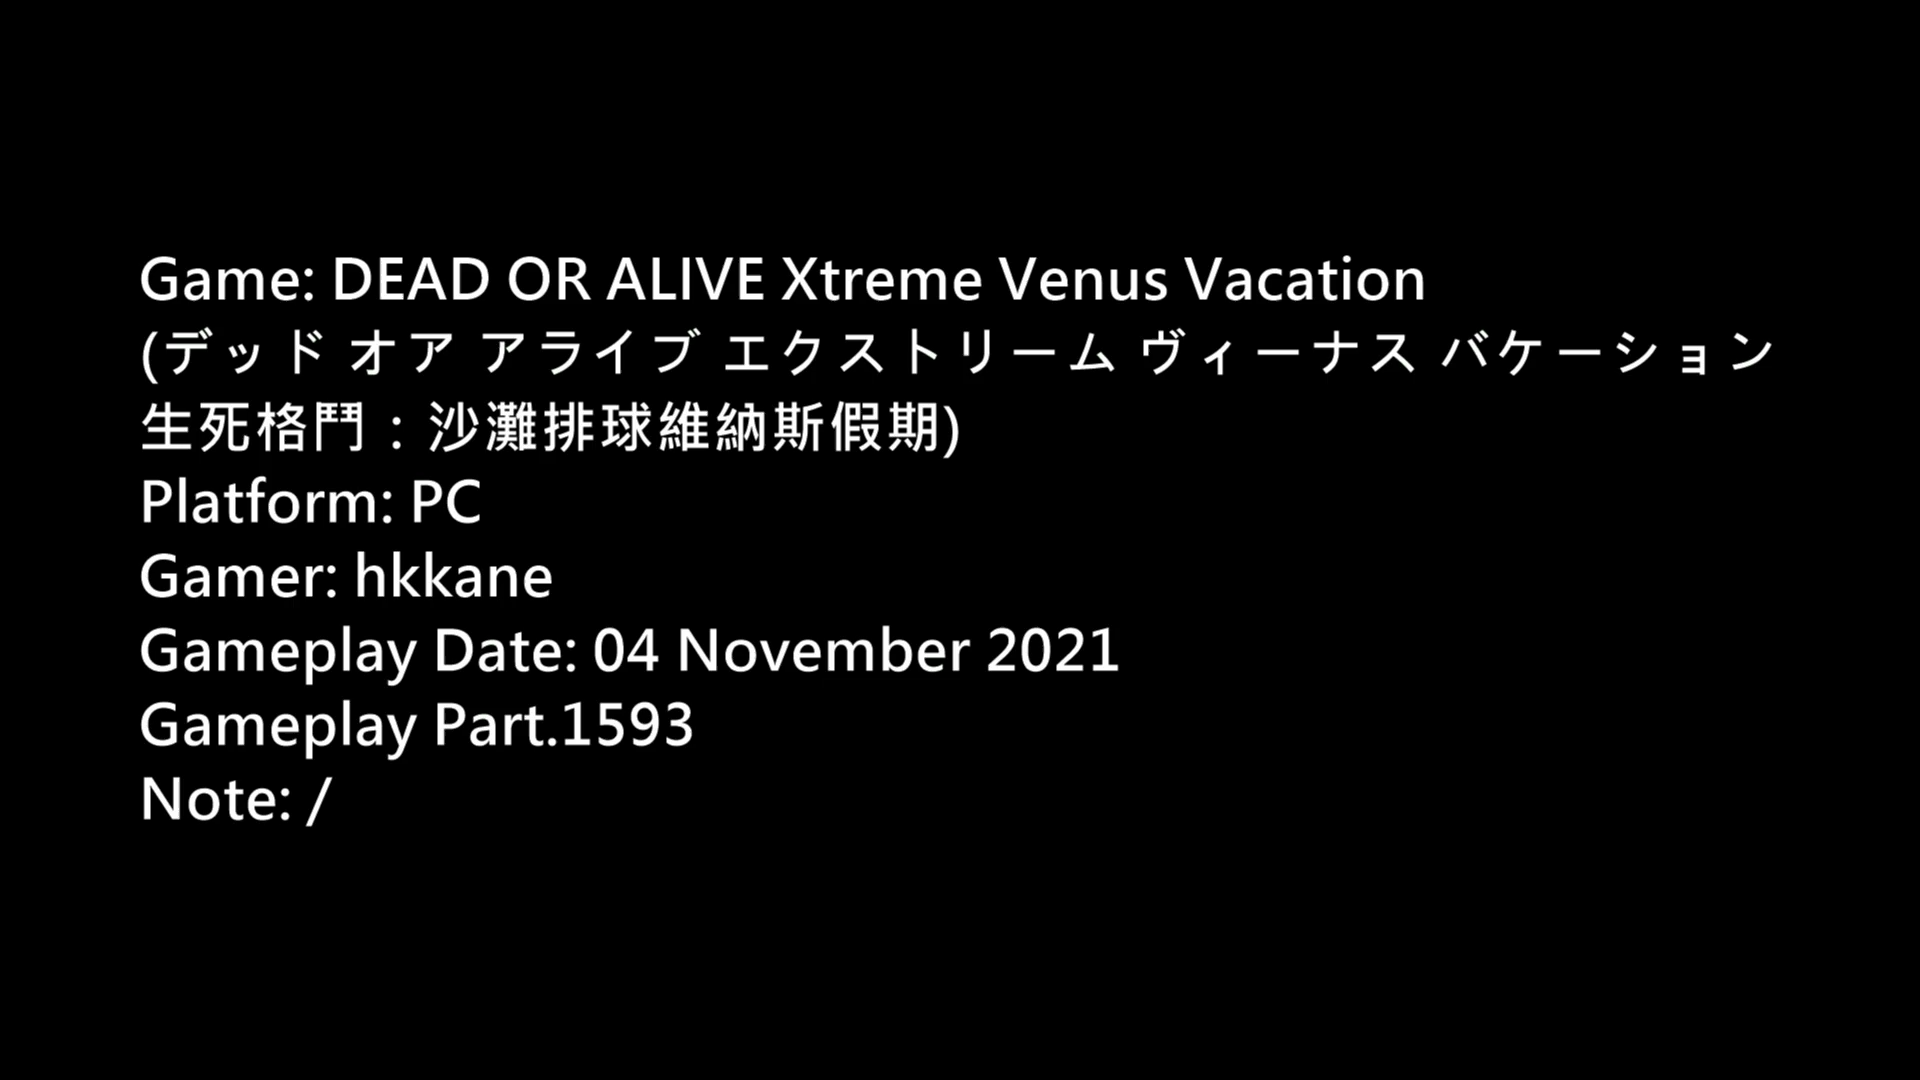 Game: DEAD OR ALIVE Xtreme Venus Vacation
(デッド オア アライブ エクストリーム ヴィーナス バケーション
生死格鬥：沙灘排球維納斯假期)
Platform: PC
Gamer: hkkane
Gameplay Date: 04 November 2021
Gameplay Part.1593
Note: /